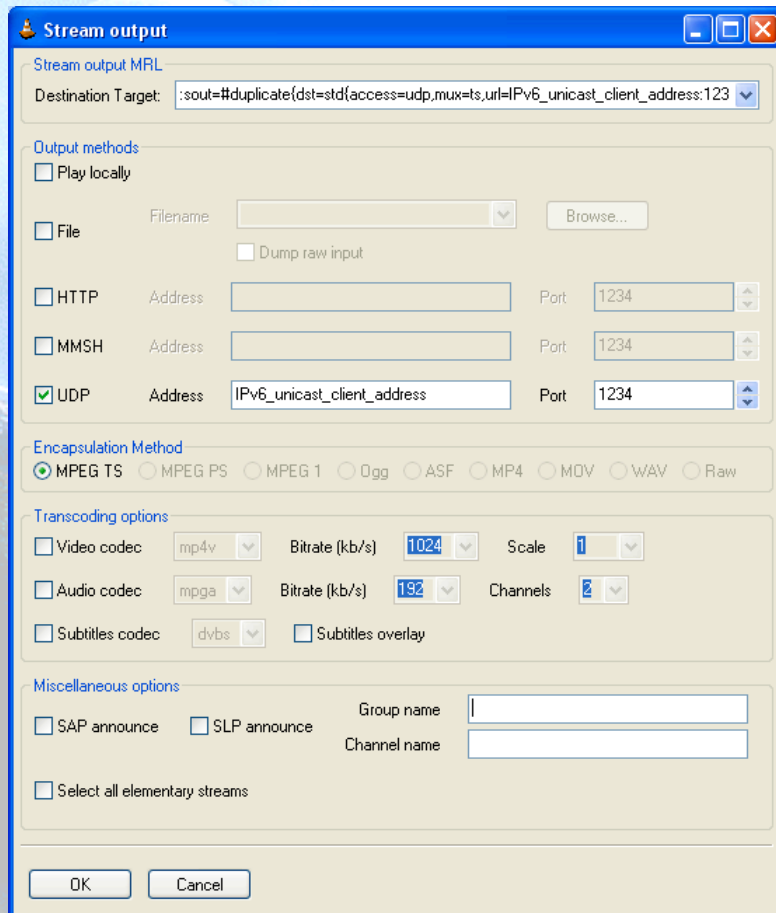 Stream output
Stream output MRL
Destination Target: :sout=#duplicate{dst=std{access=udp,mux=ts,url=IPv6_unicast_client_address:123
Output methods
Play locally
File Filename Browse...
Dump raw input
HTTP Address Port 1234
MMSH Address Port 1234
UDP Address IPv6_unicast_client_address Port 1234
Encapsulation Method
MPEG TS MPEG PS MPEG 1 Ogg ASF MP4 MOV WAV Raw
Transcoding options
Video codec mp4v Bitrate (kb/s) 1024 Scale 1
Audio codec mpga Bitrate (kb/s) 192 Channels 2
Subtitles codec dvbs Subtitles overlay
Miscellaneous options
SAP announce SLP announce Group name
Channel name
Select all elementary streams
OK Cancel